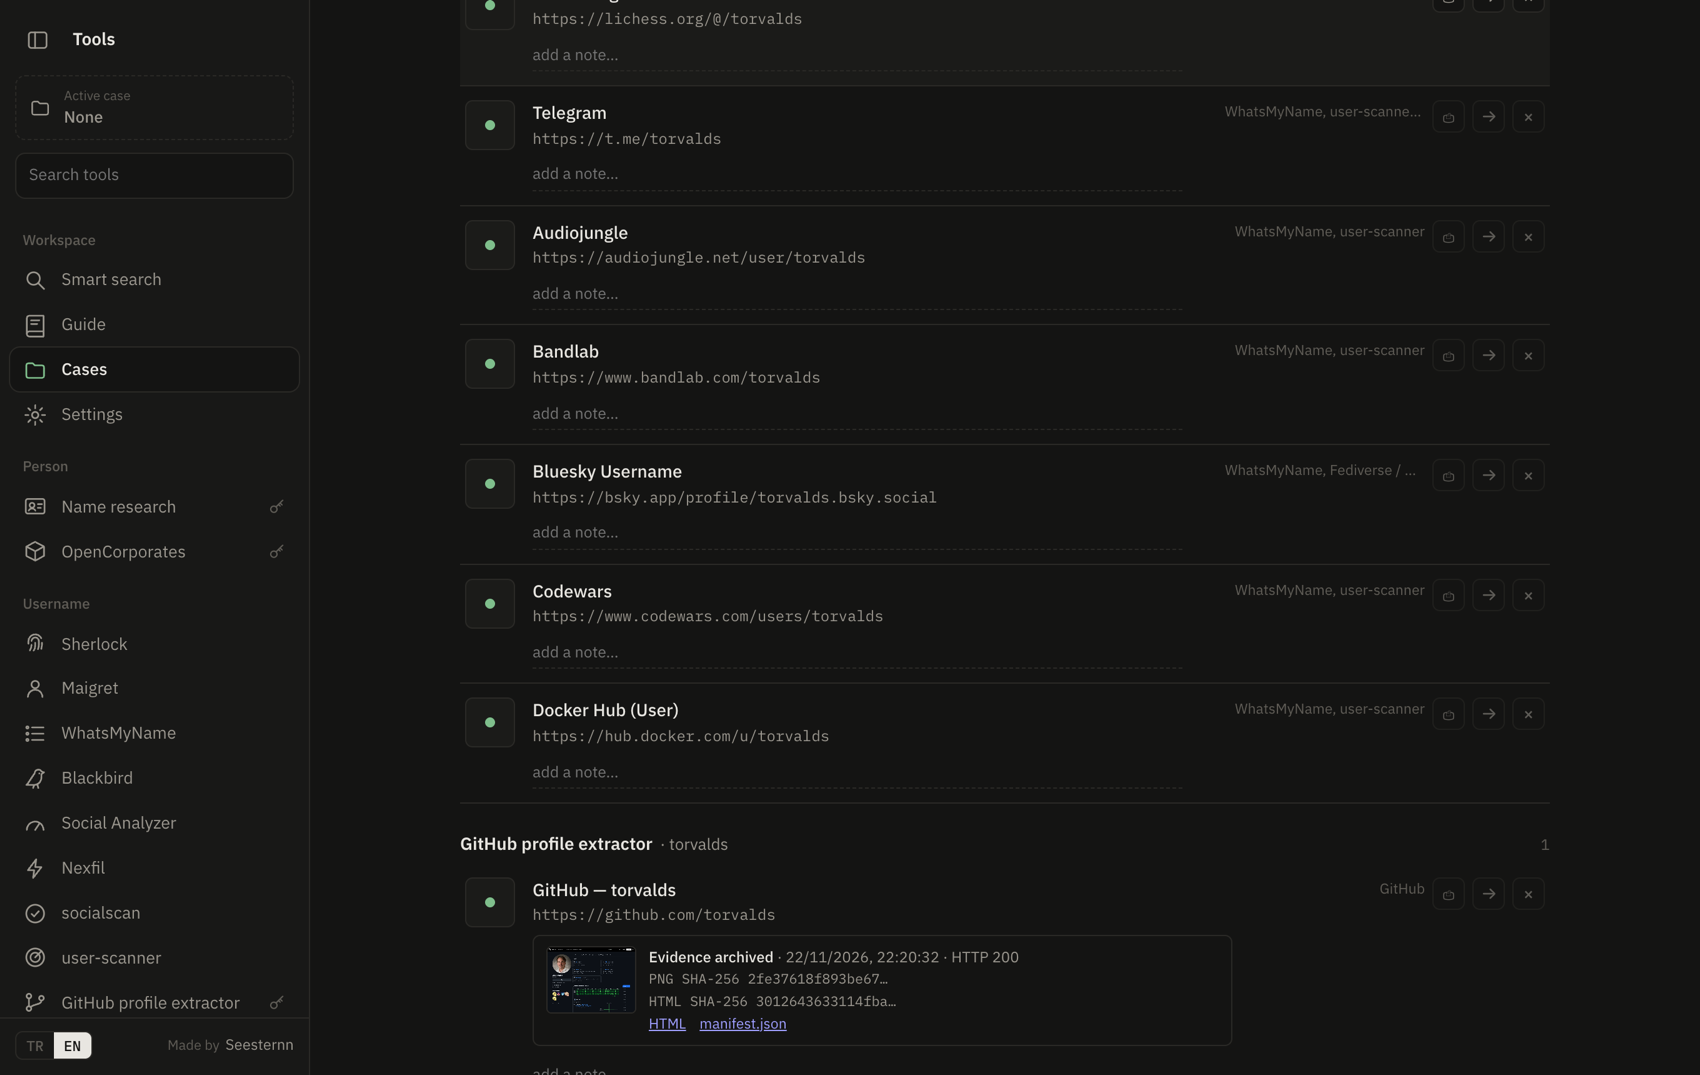 Tools
Active case
None
Search tools
Workspace
Smart search
Guide
Cases
Settings
Person
Name research
OpenCorporates
Username
Sherlock
Maigret
WhatsMyName
Blackbird
Social Analyzer
Nexfil
socialscan
user-scanner
GitHub profile extractor
TR EN Made by Seesternn
https://lichess.org/@/torvalds
add a note...
Telegram
WhatsMyName, user-scanne...
https://t.me/torvalds
add a note...
Audiojungle
WhatsMyName, user-scanner
https://audiojungle.net/user/torvalds
add a note...
Bandlab
WhatsMyName, user-scanner
https://www.bandlab.com/torvalds
add a note...
Bluesky Username
WhatsMyName, Fediverse / ...
https://bsky.app/profile/torvalds.bsky.social
add a note...
Codewars
WhatsMyName, user-scanner
https://www.codewars.com/users/torvalds
add a note...
Docker Hub (User)
WhatsMyName, user-scanner
https://hub.docker.com/u/torvalds
add a note...
GitHub profile extractor · torvalds 1
GitHub — torvalds
GitHub
https://github.com/torvalds
Evidence archived · 22/11/2026, 22:20:32 · HTTP 200
PNG SHA-256 2fe37618f893be67…
HTML SHA-256 3012643633114fba…
HTML manifest.json
add a note